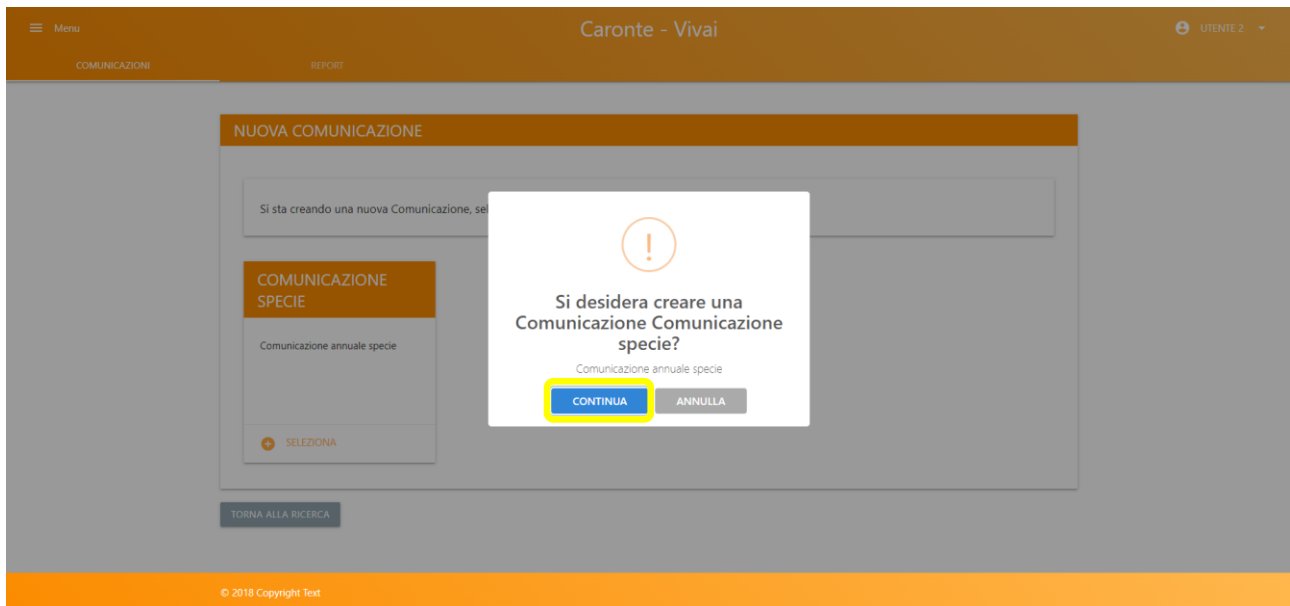 Menu
Caronte - Vivai
UTENTE 2
COMUNICAZIONI
REPORT
NUOVA COMUNICAZIONE
Si sta creando una nuova Comunicazione, sel
COMUNICAZIONE
SPECIE
Comunicazione annuale specie
SELEZIONA
!
Si desidera creare una
Comunicazione Comunicazione
specie?
Comunicazione annuale specie
CONTINUA
ANNULLA
TORNA ALLA RICERCA
© 2018 Copyright Text